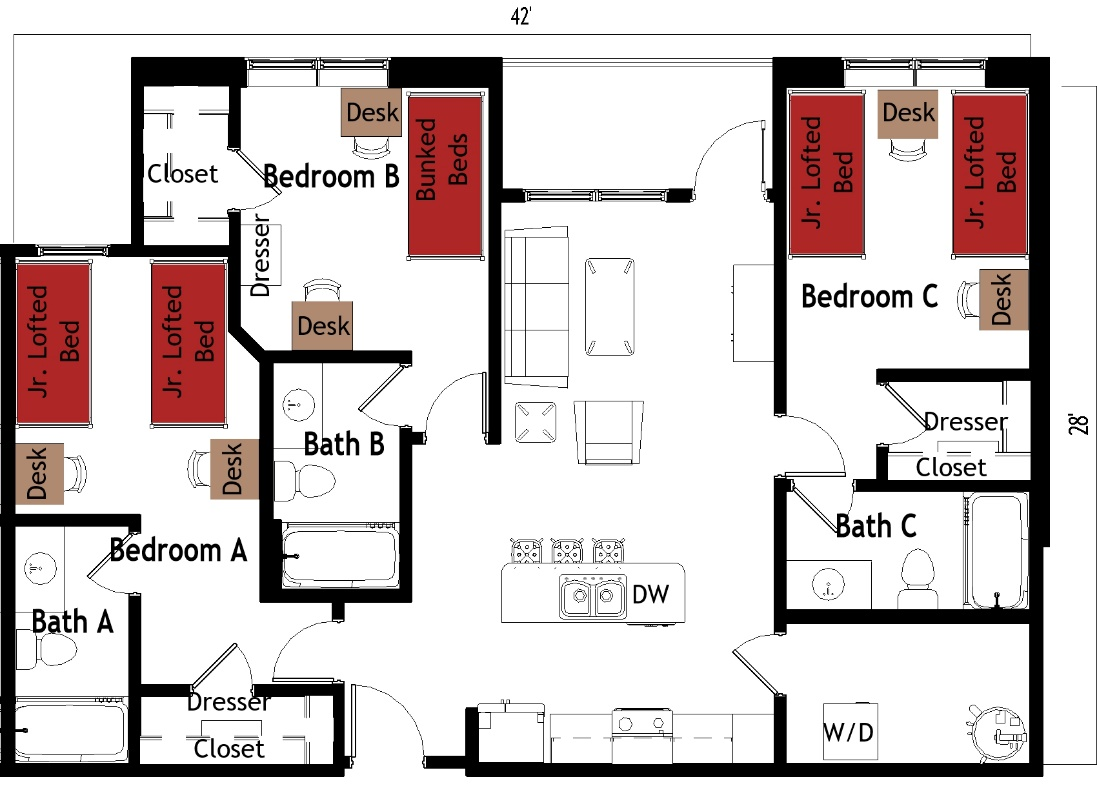 42'
Desk
Bunked
Beds
Closet
Bedroom B
Dresser
Desk
Jr. Lofted
Bed
Desk
Jr. Lofted
Bed
Bedroom C
Desk
28'
Jr. Lofted
Bed
Jr. Lofted
Bed
Desk
Desk
Bath B
Dresser
Closet
Bath C
Bedroom A
Bath A
DW
Dresser
Closet
W/D